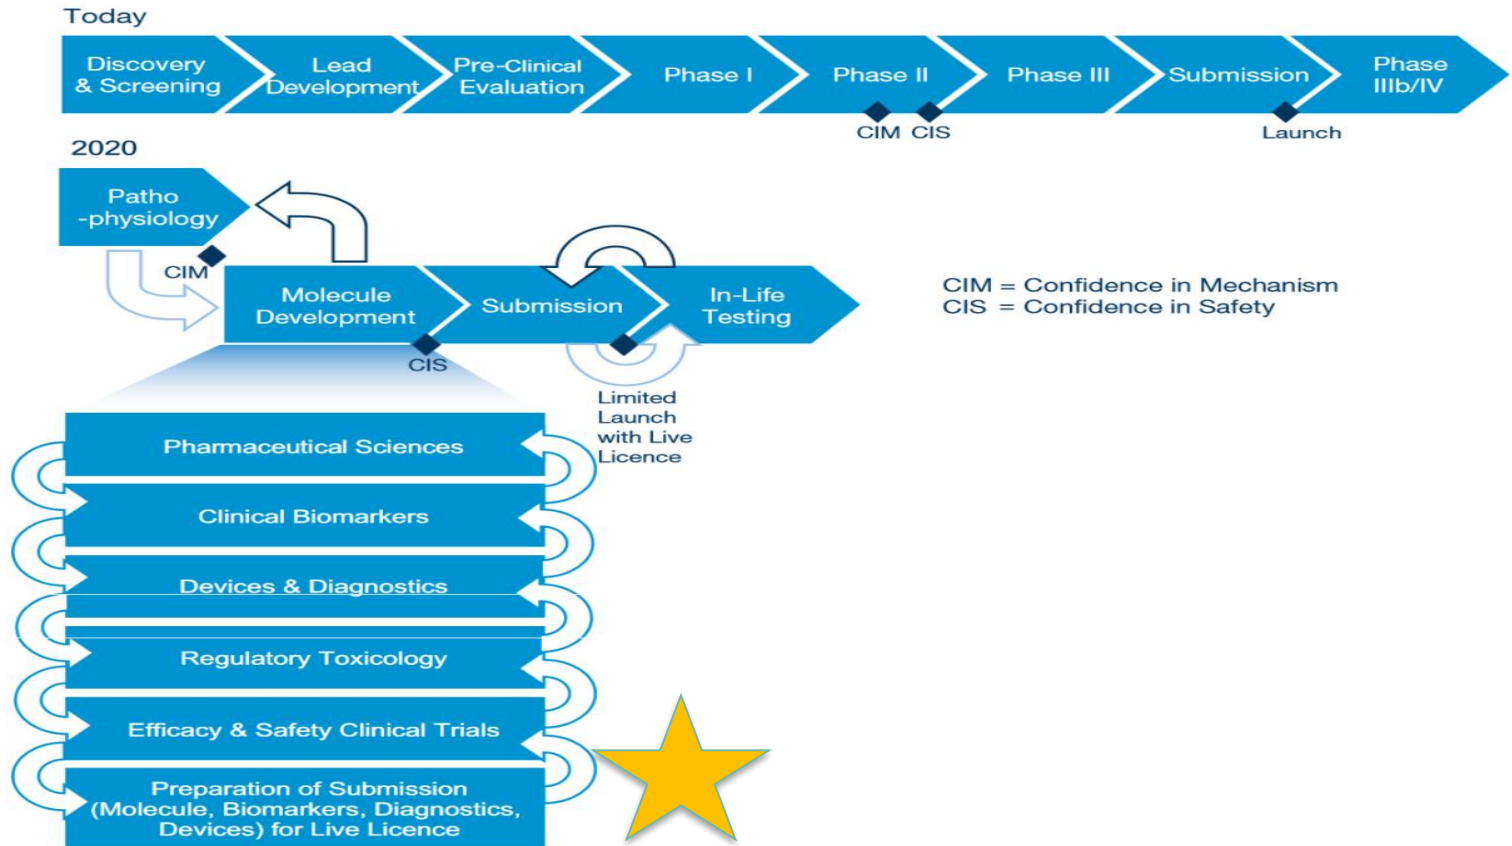 Today
Discovery
& Screening
Lead
Development
Pre-Clinical
Evaluation
Phase I
Phase II
Phase III
Submission
Phase
IIIb/IV
CIM
CIS
Launch
2020
Patho
-physiology
CIM
Molecule
Development
Submission
In-Life
Testing
CIM = Confidence in Mechanism
CIS = Confidence in Safety
CIS
Limited
Launch
with Live
Licence
Pharmaceutical Sciences
Clinical Biomarkers
Devices & Diagnostics
Regulatory Toxicology
Efficacy & Safety Clinical Trials
Preparation of Submission
(Molecule, Biomarkers, Diagnostics,
Devices) for Live Licence